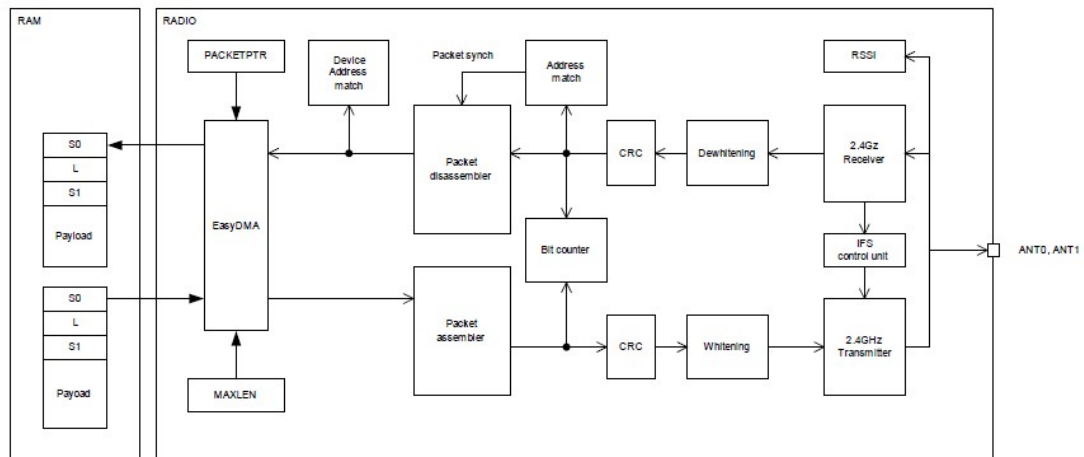 RAM
RADIO
PACKETPTR
Device
Address
match
Packet synch
Address
match
RSSI
S0
L
S1
Payload
EasyDMA
Packet
disassembler
CRC
Dewhitening
2.4Gz
Receiver
Bit counter
IFS
control unit
ANT0, ANT1
S0
L
S1
Payoad
Packet
assembler
CRC
Whitening
2.4GHz
Transmitter
MAXLEN